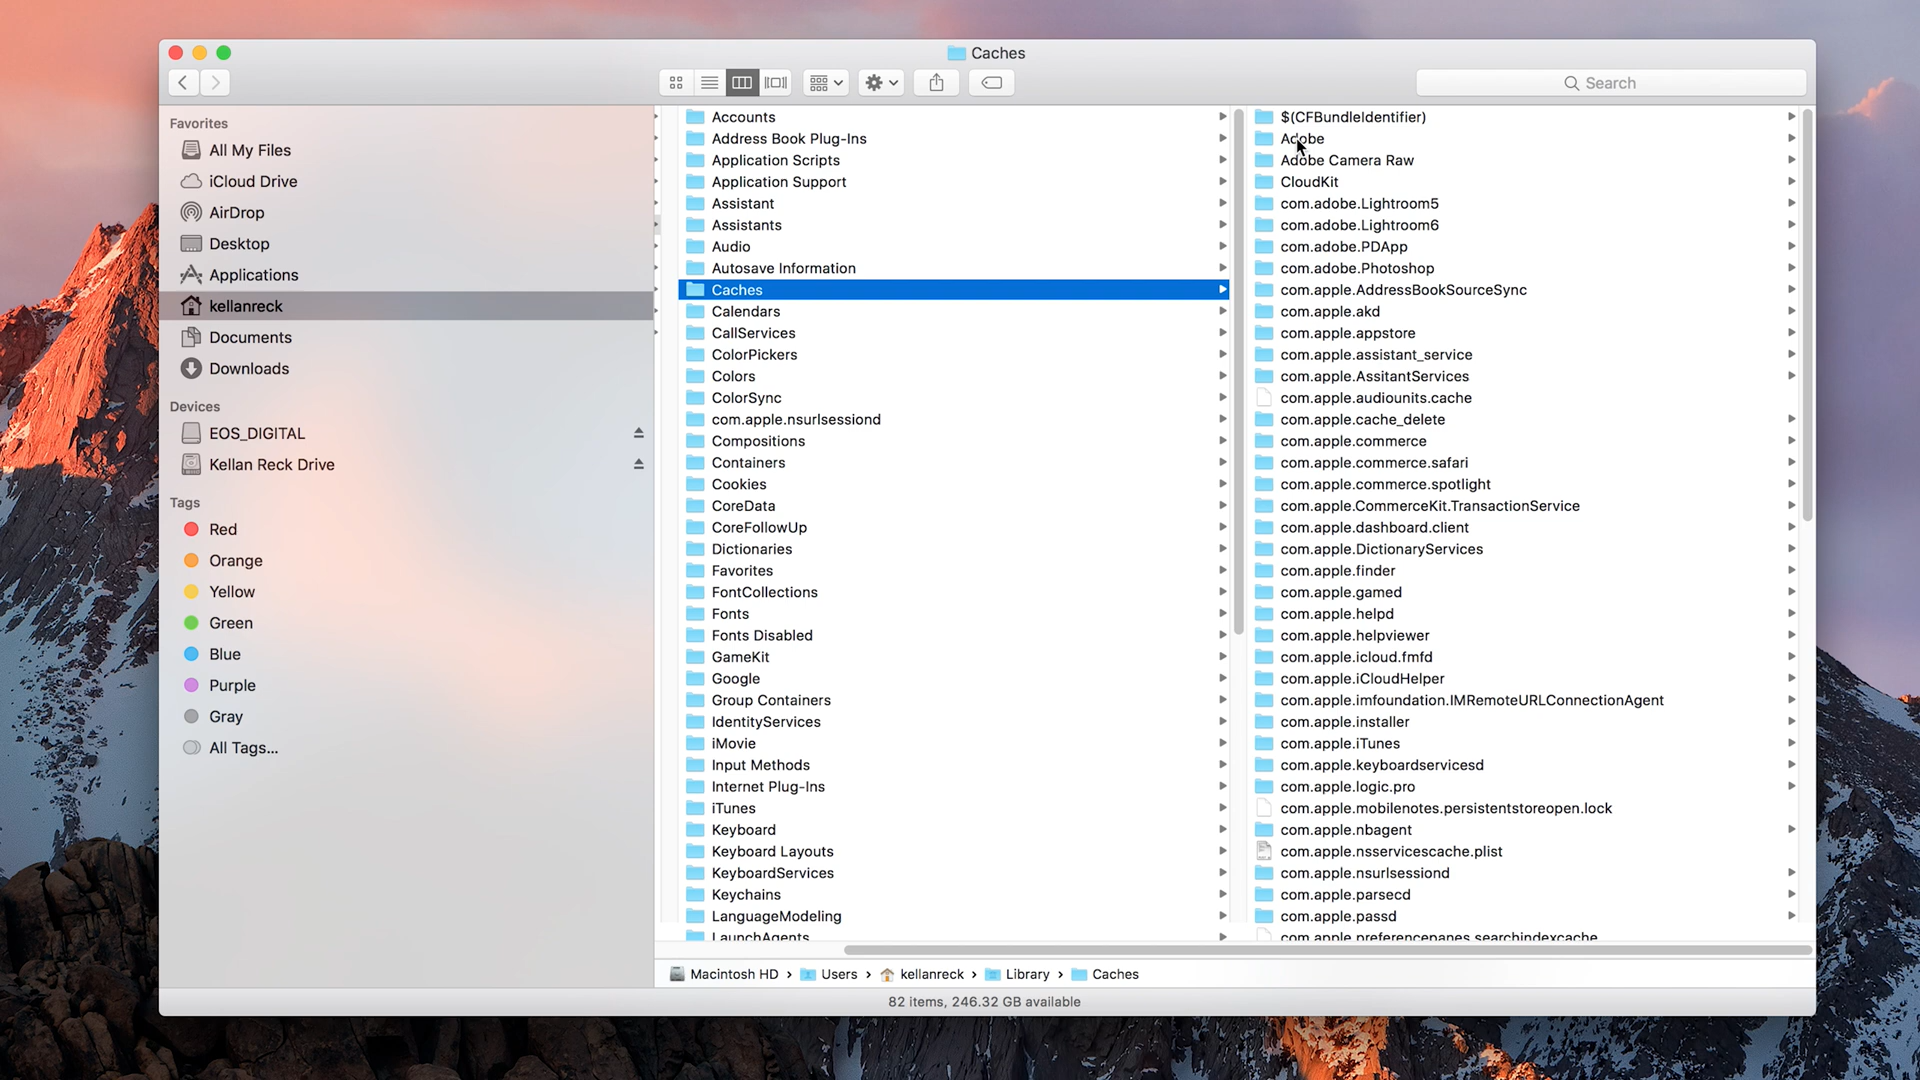 Caches
Search
Favorites
All My Files
iCloud Drive
AirDrop
Desktop
Applications
kellanreck
Documents
Downloads
Devices
EOS_DIGITAL
Kellan Reck Drive
Tags
Red
Orange
Yellow
Green
Blue
Purple
Gray
All Tags...
Accounts
Address Book Plug-Ins
Application Scripts
Application Support
Assistant
Assistants
Audio
Autosave Information
Caches
Calendars
CallServices
ColorPickers
Colors
ColorSync
com.apple.nsurlsessiond
Compositions
Containers
Cookies
CoreData
CoreFollowUp
Dictionaries
Favorites
FontCollections
Fonts
Fonts Disabled
GameKit
Google
Group Containers
IdentityServices
iMovie
Input Methods
Internet Plug-Ins
iTunes
Keyboard
Keyboard Layouts
KeyboardServices
Keychains
LanguageModeling
LaunchAgents
$(CFBundleIdentifier)
Adobe
Adobe Camera Raw
CloudKit
com.adobe.Lightroom5
com.adobe.Lightroom6
com.adobe.PDApp
com.adobe.Photoshop
com.apple.AddressBookSourceSync
com.apple.akd
com.apple.appstore
com.apple.assistant_service
com.apple.AssitantServices
com.apple.audiounits.cache
com.apple.cache_delete
com.apple.commerce
com.apple.commerce.safari
com.apple.commerce.spotlight
com.apple.CommerceKit.TransactionService
com.apple.dashboard.client
com.apple.DictionaryServices
com.apple.finder
com.apple.gamed
com.apple.helpd
com.apple.helpviewer
com.apple.icloud.fmfd
com.apple.iCloudHelper
com.apple.imfoundation.IMRemoteURLConnectionAgent
com.apple.installer
com.apple.iTunes
com.apple.keyboardservicesd
com.apple.logic.pro
com.apple.mobilenotes.persistentstoreopen.lock
com.apple.nbagent
com.apple.nsservicescache.plist
com.apple.nsurlsessiond
com.apple.parsecd
com.apple.passd
com.apple.preferencepanes.searchindexcache
Macintosh HD › Users › kellanreck › Library › Caches
82 items, 246.32 GB available